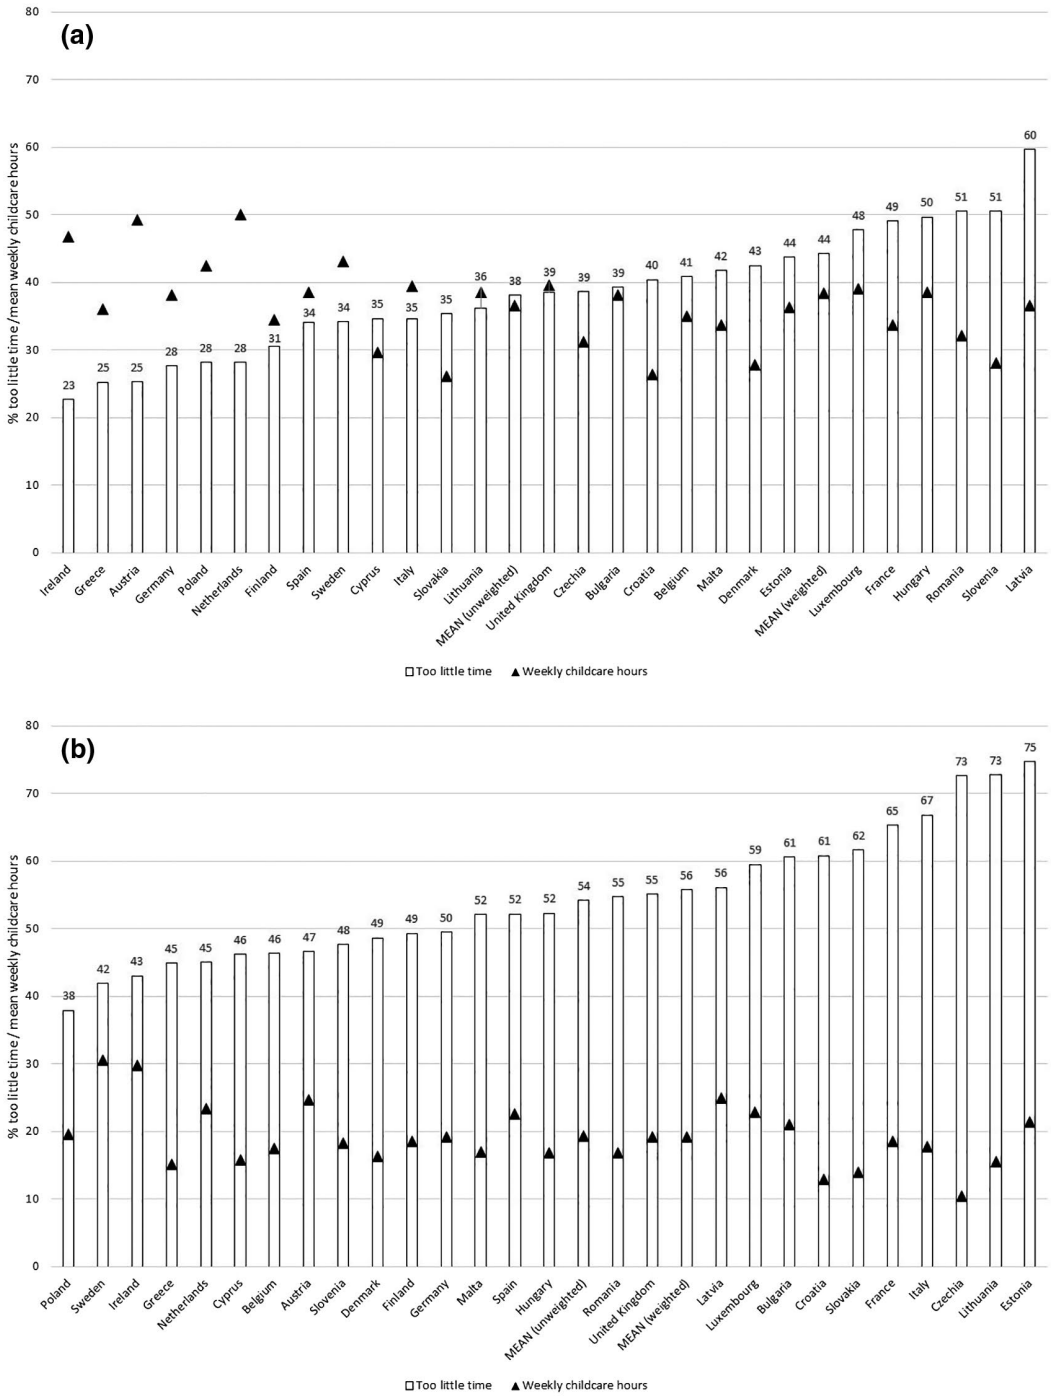 (a)
% too little time /mean weekly childcare hours
80
70
60
50
40
30
20
10
0
23 25 25 28 28 28 31 34 34 35 35 35 36 38 39 39 39 40 41 42 43 44 44 48 49 50 51 51 60
Ireland Greece Austria Germany Poland Netherlands Finland Spain Sweden Cyprus Italy Slovakia Lithuania MEAN (unweighted) United Kingdom Czechia Bulgaria Croatia Belgium Malta Denmark Estonia MEAN (weighted) Luxembourg France Hungary Romania Slovenia Latvia
Too little time Weekly childcare hours
(b)
% too little time / mean weekly childcare hours
80
70
60
50
40
30
20
10
0
38 42 43 45 45 46 46 47 48 49 49 50 52 52 52 54 55 55 56 56 59 61 61 62 65 67 73 73 75
Poland Sweden Ireland Greece Netherlands Cyprus Belgium Austria Slovenia Denmark Finland Germany Malta Spain Hungary MEAN (unweighted) Romania United Kingdom MEAN (weighted) Latvia Luxembourg Bulgaria Croatia Slovakia France Italy Czechia Lithuania Estonia
Too little time Weekly childcare hours